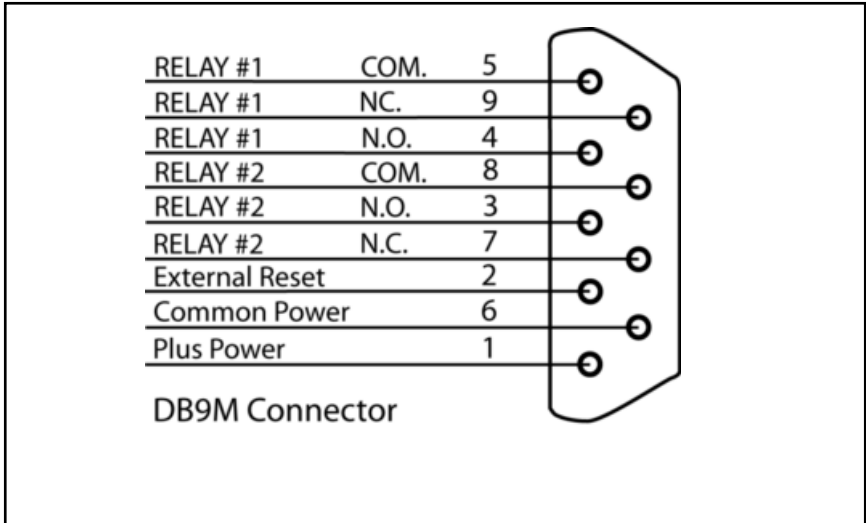 RELAY #1 COM. 5
RELAY #1 NC. 9
RELAY #1 N.O. 4
RELAY #2 COM. 8
RELAY #2 N.O. 3
RELAY #2 N.C. 7
External Reset 2
Common Power 6
Plus Power 1
DB9M Connector